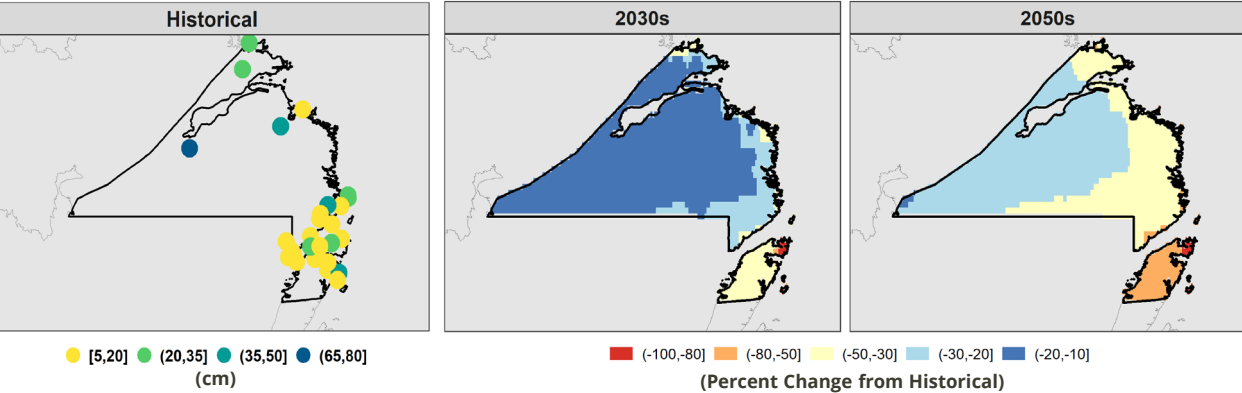 Historical
2030s
2050s
[5,20] (20,35] (35,50] (65,80]
(cm)
(-100,-80] (-80,-50] (-50,-30] (-30,-20] (-20,-10]
(Percent Change from Historical)